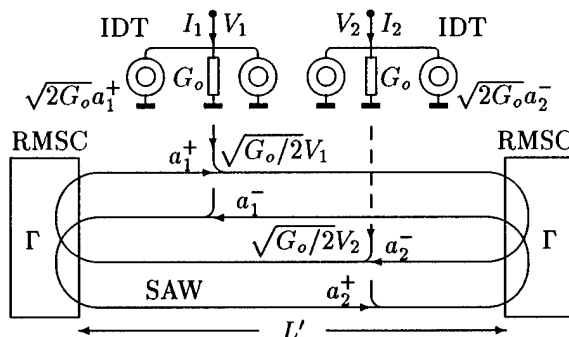 IDT I₁ V₁ V₂ I₂ IDT
Gₒ Gₒ
√2Gₒa₁⁺ √2Gₒa₂⁻
RMSC RMSC
a₁⁺ √Gₒ/2V₁
a₁⁻
Γ Γ
√Gₒ/2V₂ a₂⁻
SAW a₂⁺
L′